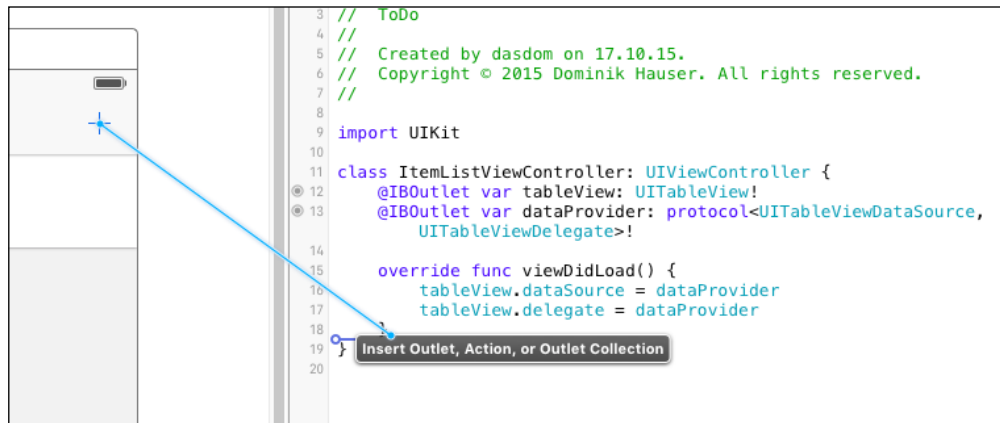 3 //  ToDo
4 //
5 //  Created by dasdom on 17.10.15.
6 //  Copyright © 2015 Dominik Hauser. All rights reserved.
7 //
8
9 import UIKit
10
11 class ItemListViewController: UIViewController {
12     @IBOutlet var tableView: UITableView!
13     @IBOutlet var dataProvider: protocol<UITableViewDataSource,
        UITableViewDelegate>!
14
15     override func viewDidLoad() {
16         tableView.dataSource = dataProvider
17         tableView.delegate = dataProvider
18     }
19 }
Insert Outlet, Action, or Outlet Collection
20